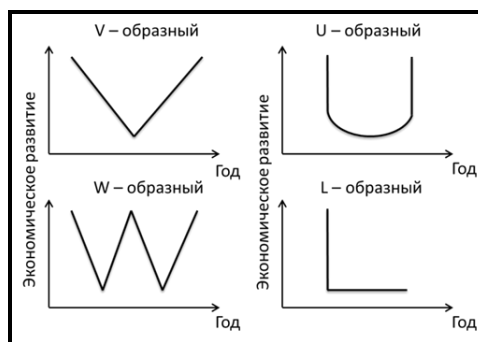 V – образный
U – образный
Экономическое развитие
Год
Экономическое развитие
Год
W – образный
L – образный
Год
Год